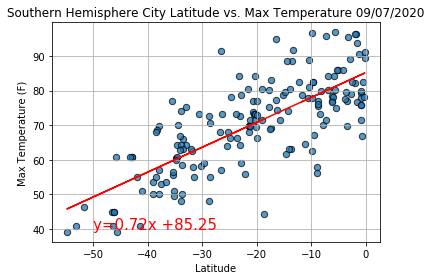 Southern Hemisphere City Latitude vs. Max Temperature 09/07/2020
Max Temperature (F)
90
80
70
60
50
40
y=0.72x +85.25
−50 −40 −30 −20 −10 0
Latitude